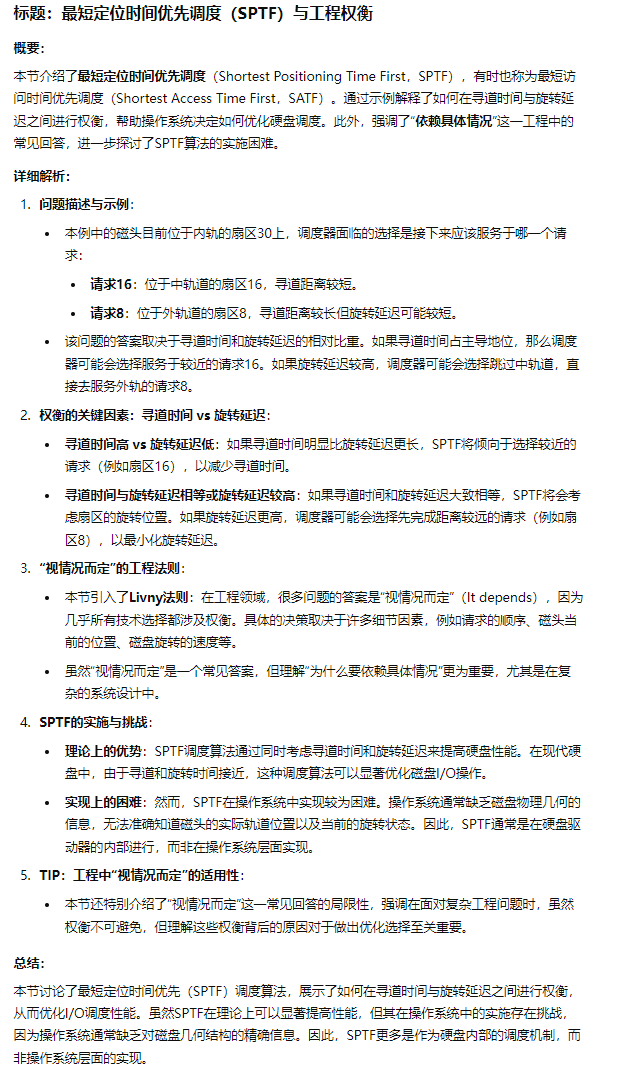 标题：最短定位时间优先调度（SPTF）与工程权衡
概要：
本节介绍了最短定位时间优先调度（Shortest Positioning Time First，SPTF），有时也称为最短访
问时间优先调度（Shortest Access Time First，SATF）。通过示例解释了如何在寻道时间与旋转延
迟之间进行权衡，帮助操作系统决定如何优化硬盘调度。此外，强调了“依赖具体情况”这一工程中的
常见回答，进一步探讨了SPTF算法的实施困难。
详细解析：
1. 问题描述与示例：
• 本例中的磁头目前位于内轨的扇区30上，调度器面临的选择是接下来应该服务于哪一个请
求：
• 请求16：位于中轨道的扇区16，寻道距离较短。
• 请求8：位于外轨道的扇区8，寻道距离较长但旋转延迟可能较短。
• 该问题的答案取决于寻道时间和旋转延迟的相对比重。如果寻道时间占主导地位，那么调度
器可能会选择服务于较近的请求16。如果旋转延迟较高，调度器可能会选择跳过中轨道，直
接去服务外轨的请求8。
2. 权衡的关键因素：寻道时间 vs 旋转延迟：
• 寻道时间高 vs 旋转延迟低：如果寻道时间明显比旋转延迟更长，SPTF将倾向于选择较近的
请求（例如扇区16），以减少寻道时间。
• 寻道时间与旋转延迟相等或旋转延迟较高：如果寻道时间和旋转延迟大致相等，SPTF将会考
虑扇区的旋转位置。如果旋转延迟更高，调度器可能会选择先完成距离较远的请求（例如扇
区8），以最小化旋转延迟。
3. “视情况而定”的工程法则：
• 本节引入了Livny法则：在工程领域，很多问题的答案是“视情况而定”（It depends），因为
几乎所有技术选择都涉及权衡。具体的决策取决于许多细节因素，例如请求的顺序、磁头当
前的位置、磁盘旋转的速度等。
• 虽然“视情况而定”是一个常见答案，但理解“为什么要依赖具体情况”更为重要，尤其是在复
杂的系统设计中。
4. SPTF的实施与挑战：
• 理论上的优势：SPTF调度算法通过同时考虑寻道时间和旋转延迟来提高硬盘性能。在现代硬
盘中，由于寻道和旋转时间接近，这种调度算法可以显著优化磁盘I/O操作。
• 实现上的困难：然而，SPTF在操作系统中实现较为困难。操作系统通常缺乏磁盘物理几何的
信息，无法准确知道磁头的实际轨道位置以及当前的旋转状态。因此，SPTF通常是在硬盘驱
动器的内部进行，而非在操作系统层面实现。
5. TIP：工程中“视情况而定”的适用性：
• 本节还特别介绍了“视情况而定”这一常见回答的局限性，强调在面对复杂工程问题时，虽然
权衡不可避免，但理解这些权衡背后的原因对于做出优化选择至关重要。
总结：
本节讨论了最短定位时间优先（SPTF）调度算法，展示了如何在寻道时间与旋转延迟之间进行权衡，
从而优化I/O调度性能。虽然SPTF在理论上可以显著提高性能，但其在操作系统中的实施存在挑战，
因为操作系统通常缺乏对磁盘几何结构的精确信息。因此，SPTF更多是作为硬盘内部的调度机制，而
非操作系统层面的实现。